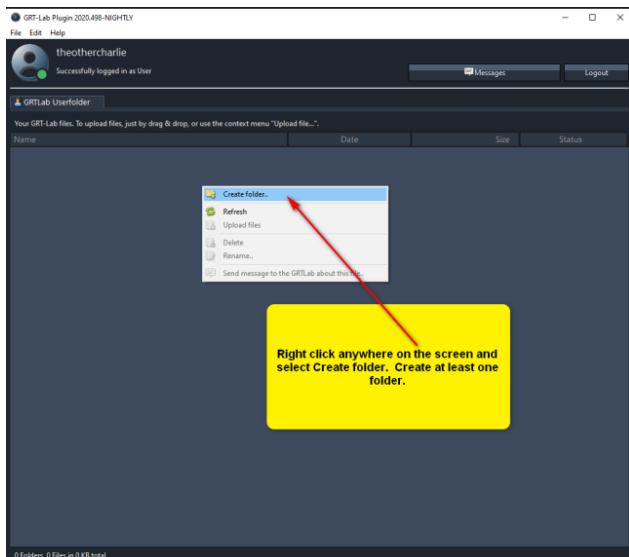 GRT-Lab Plugin 2020.498-NIGHTLY
File Edit Help
theothercharlie
Successfully logged in as User
Messages
Logout
GRTLab Userfolder
Your GRT-Lab files. To upload files, just by drag & drop, or use the context menu "Upload file...".
Name Date Size Status
Create folder..
Refresh
Upload files
Delete
Rename..
Send message to the GRTLab about this file..
Right click anywhere on the screen and
select Create folder. Create at least one
folder.
0 Folders, 0 Files in 0 KB total